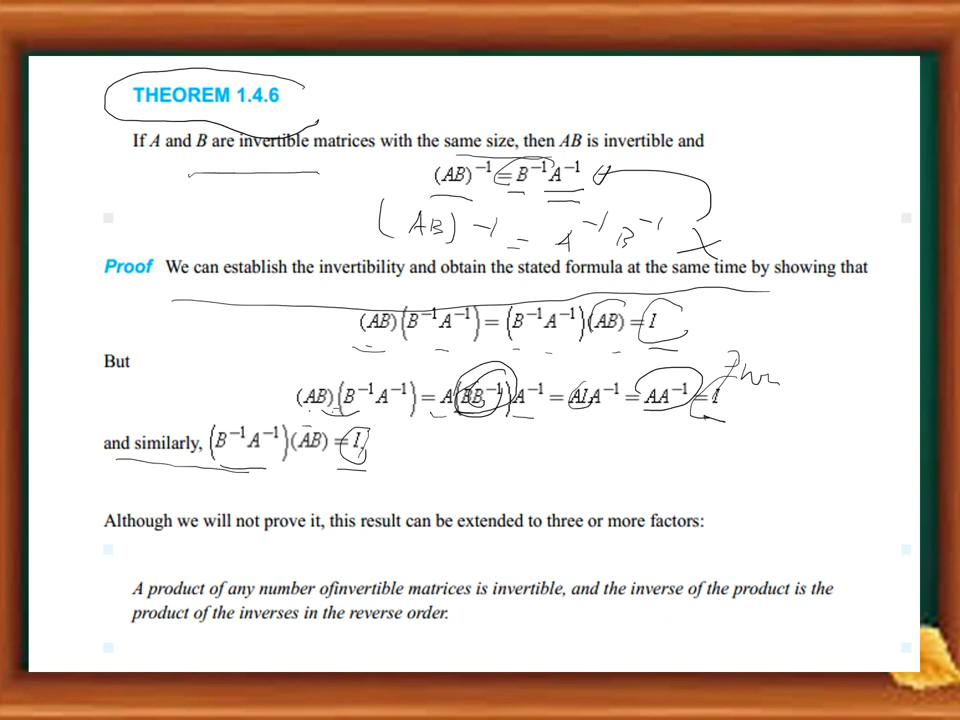 THEOREM 1.4.6
If A and B are invertible matrices with the same size, then AB is invertible and
(AB)⁻¹ = B⁻¹A⁻¹
(AB)-1 = A⁻¹ B⁻¹
Proof We can establish the invertibility and obtain the stated formula at the same time by showing that
(AB)(B⁻¹A⁻¹) = (B⁻¹A⁻¹)(AB) = I
But
(AB)(B⁻¹A⁻¹) = A(BB⁻¹)A⁻¹ = AIA⁻¹ = AA⁻¹ = I
and similarly, (B⁻¹A⁻¹)(AB) = I.
Although we will not prove it, this result can be extended to three or more factors:
A product of any number ofinvertible matrices is invertible, and the inverse of the product is the
product of the inverses in the reverse order.